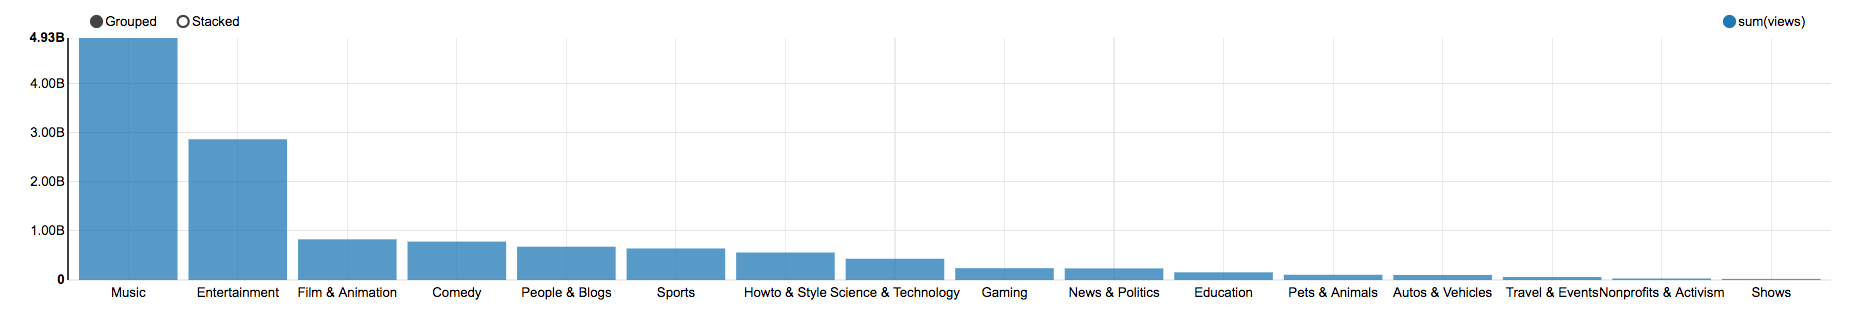 Grouped Stacked sum(views)
4.93B
4.00B
3.00B
2.00B
1.00B
0
Music Entertainment Film & Animation Comedy People & Blogs Sports Howto & Style Science & Technology Gaming News & Politics Education Pets & Animals Autos & Vehicles Travel & Events Nonprofits & Activism Shows